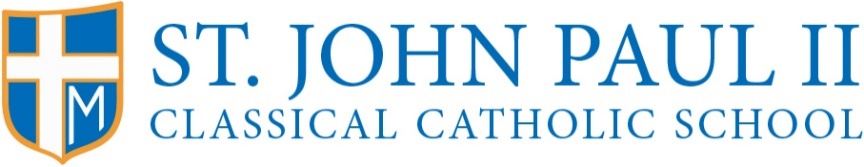 M
ST. JOHN PAUL II
CLASSICAL CATHOLIC SCHOOL